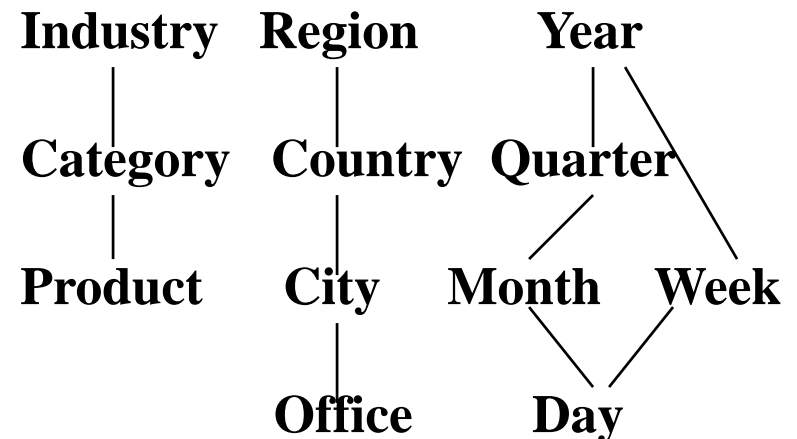 Industry Region Year
Category Country Quarter
Product City Month Week
Office Day